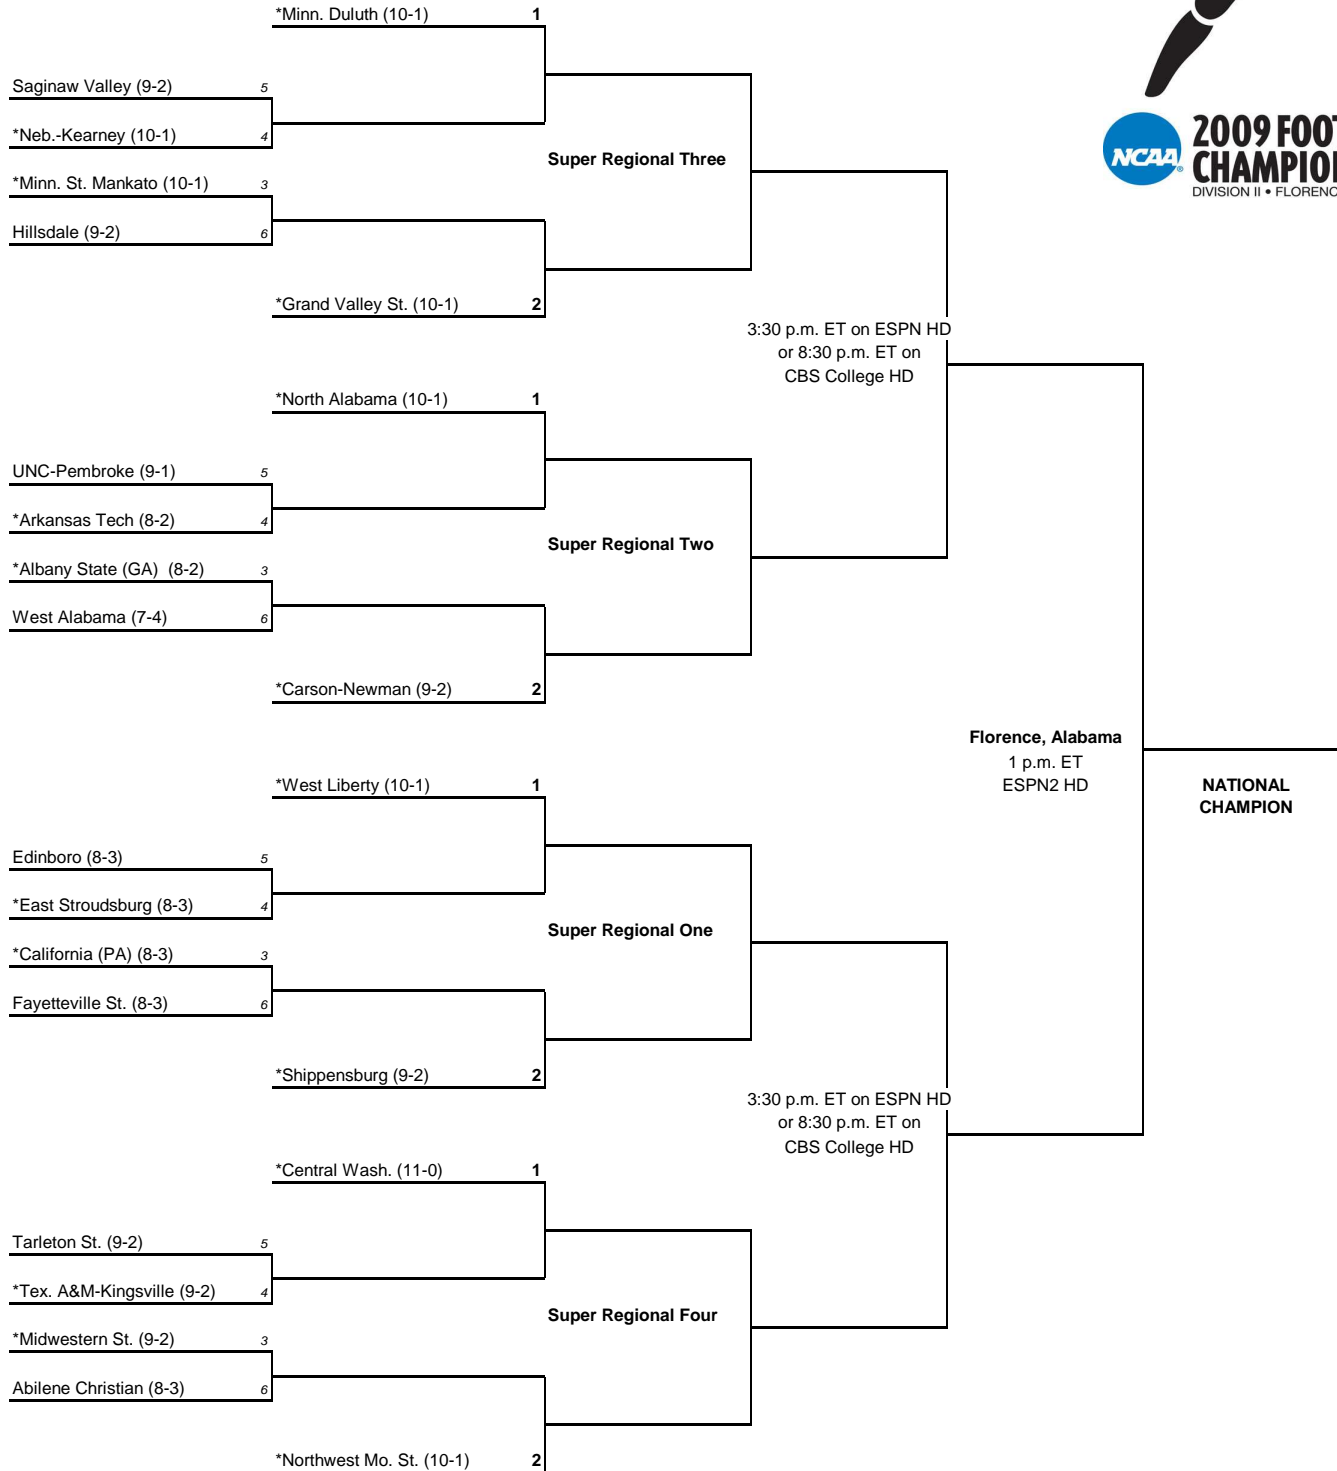 *Minn. Duluth (10-1) 1
Saginaw Valley (9-2) 5
*Neb.-Kearney (10-1) 4
*Minn. St. Mankato (10-1) 3
Hillsdale (9-2) 6
*Grand Valley St. (10-1) 2
Super Regional Three
NCAA
®
2009 FOOT
CHAMPION
DIVISION II • FLORENC
3:30 p.m. ET on ESPN HD
or 8:30 p.m. ET on
CBS College HD
*North Alabama (10-1) 1
UNC-Pembroke (9-1) 5
*Arkansas Tech (8-2) 4
*Albany State (GA) (8-2) 3
West Alabama (7-4) 6
*Carson-Newman (9-2) 2
Super Regional Two
Florence, Alabama
1 p.m. ET
ESPN2 HD
NATIONAL
CHAMPION
*West Liberty (10-1) 1
Edinboro (8-3) 5
*East Stroudsburg (8-3) 4
*California (PA) (8-3) 3
Fayetteville St. (8-3) 6
*Shippensburg (9-2) 2
Super Regional One
3:30 p.m. ET on ESPN HD
or 8:30 p.m. ET on
CBS College HD
*Central Wash. (11-0) 1
Tarleton St. (9-2) 5
*Tex. A&M-Kingsville (9-2) 4
*Midwestern St. (9-2) 3
Abilene Christian (8-3) 6
*Northwest Mo. St. (10-1) 2
Super Regional Four